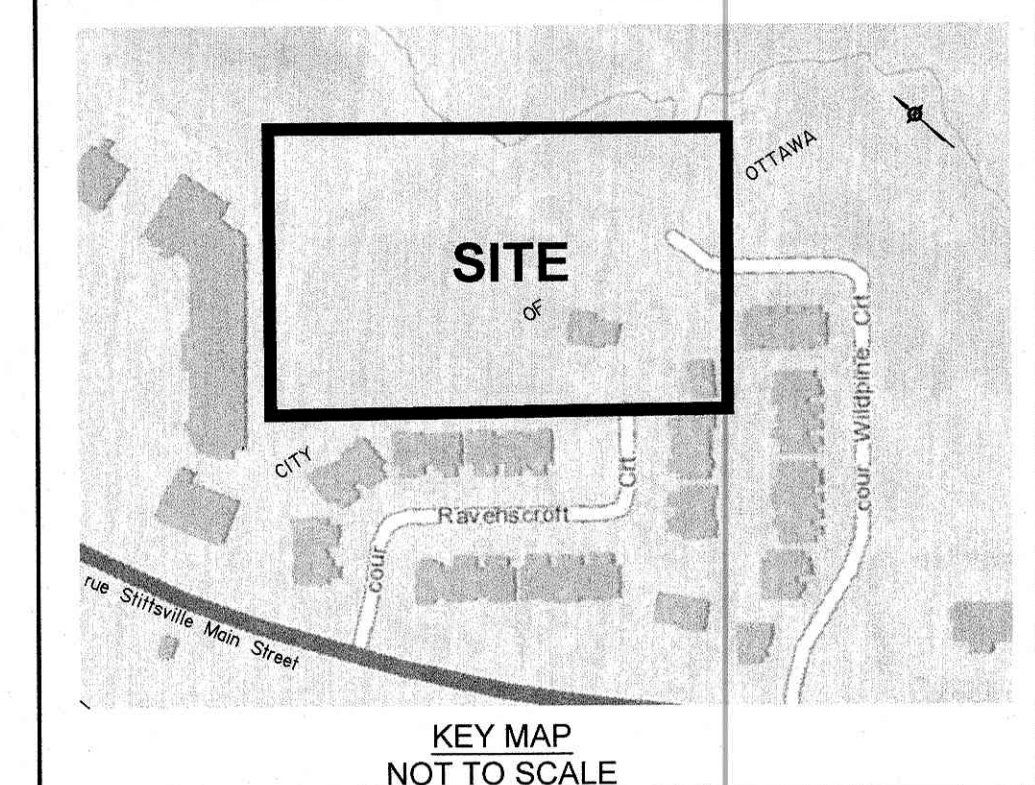 OTTAWA
SITE
OF
cour Wildpine Crt
CITY
Crt
Ravenscroft
cour
rue Stittsville Main Street
KEY MAP
NOT TO SCALE